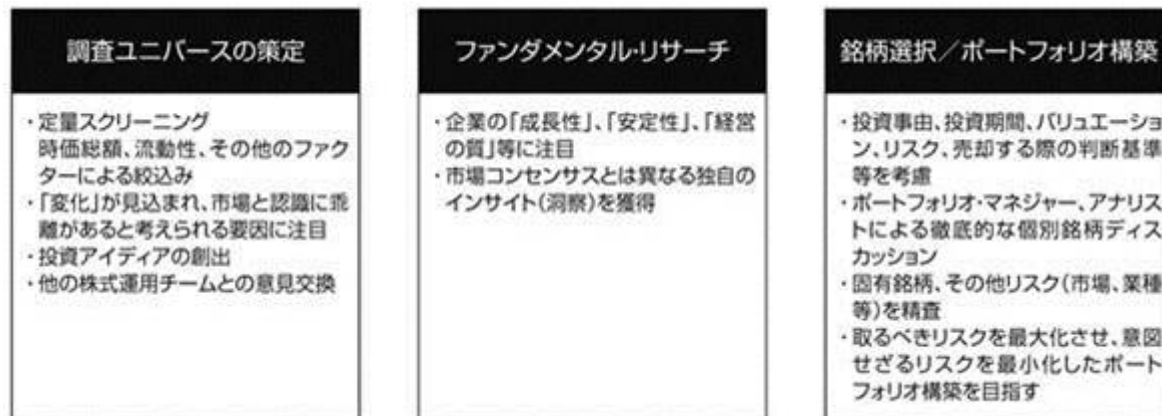 調査ユニバースの策定
・定量スクリーニング
時価総額、流動性、その他のファク
ターによる絞込み
・「変化」が見込まれ、市場と認識に乖
離があると考えられる要因に注目
・投資アイディアの創出
・他の株式運用チームとの意見交換
ファンダメンタル・リサーチ
・企業の「成長性」、「安定性」、「経営
の質」等に注目
・市場コンセンサスとは異なる独自の
インサイト(洞察)を獲得
銘柄選択／ポートフォリオ構築
・投資事由、投資期間、バリュエーショ
ン、リスク、売却する際の判断基準
等を考慮
・ポートフォリオ・マネジャー、アナリス
トによる徹底的な個別銘柄ディス
カッション
・固有銘柄、その他リスク(市場、業種
等)を精査
・取るべきリスクを最大化させ、意図
せざるリスクを最小化したポート
フォリオ構築を目指す